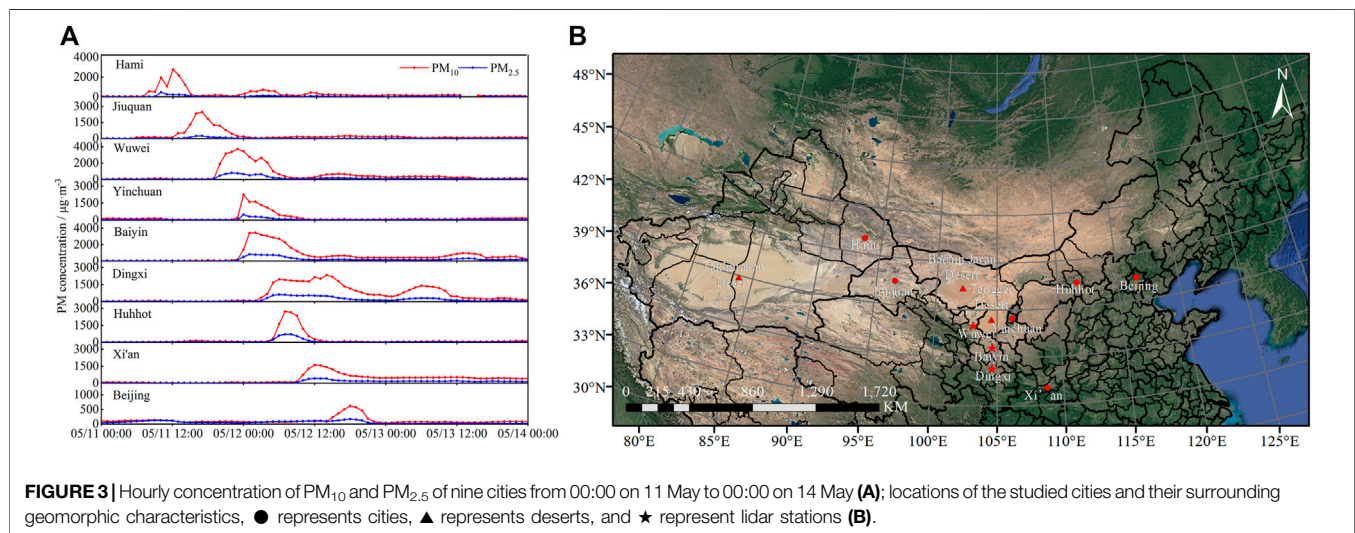 A
B
4000
2000
0
Hami
PM10
PM2.5
3000
1500
0
Jiuquan
4000
2000
0
Wuwei
3000
1500
0
Yinchuan
4000
2000
0
Baiyin
3000
1500
0
Dingxi
3000
1500
0
Huhhot
3000
1500
0
Xi'an
1000
500
0
Beijing
PM concentration / μg·m-3
05/11 00:00 05/11 12:00 05/12 00:00 05/12 12:00 05/13 00:00 05/13 12:00 05/14 00:00
48°N
45°N
42°N
39°N
36°N
33°N
30°N
N
Hami
Desert
Jiuquan
Badain Jaran
Desert
Tengger
Desert
Huhhot
Beijing
Wuwei
Yinchuan
Baiyin
Dingxi
Xi'an
0 215 430 860 1,290 1,720
KM
80°E 85°E 90°E 95°E 100°E 105°E 110°E 115°E 120°E 125°E
FIGURE 3 | Hourly concentration of PM10 and PM2.5 of nine cities from 00:00 on 11 May to 00:00 on 14 May (A); locations of the studied cities and their surrounding
geomorphic characteristics, ● represents cities, ▲ represents deserts, and ★ represent lidar stations (B).